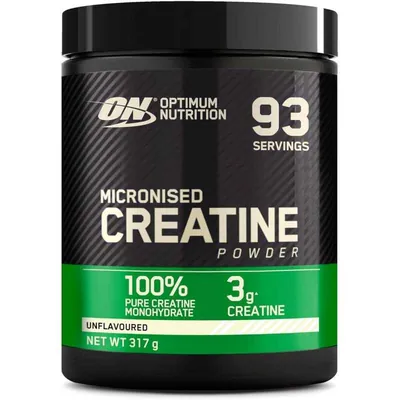 ON OPTIMUM NUTRITION
93 SERVINGS
MICRONISED
CREATINE
POWDER
100% PURE CREATINE MONOHYDRATE
3g* CREATINE
UNFLAVOURED
NET WT 317 g